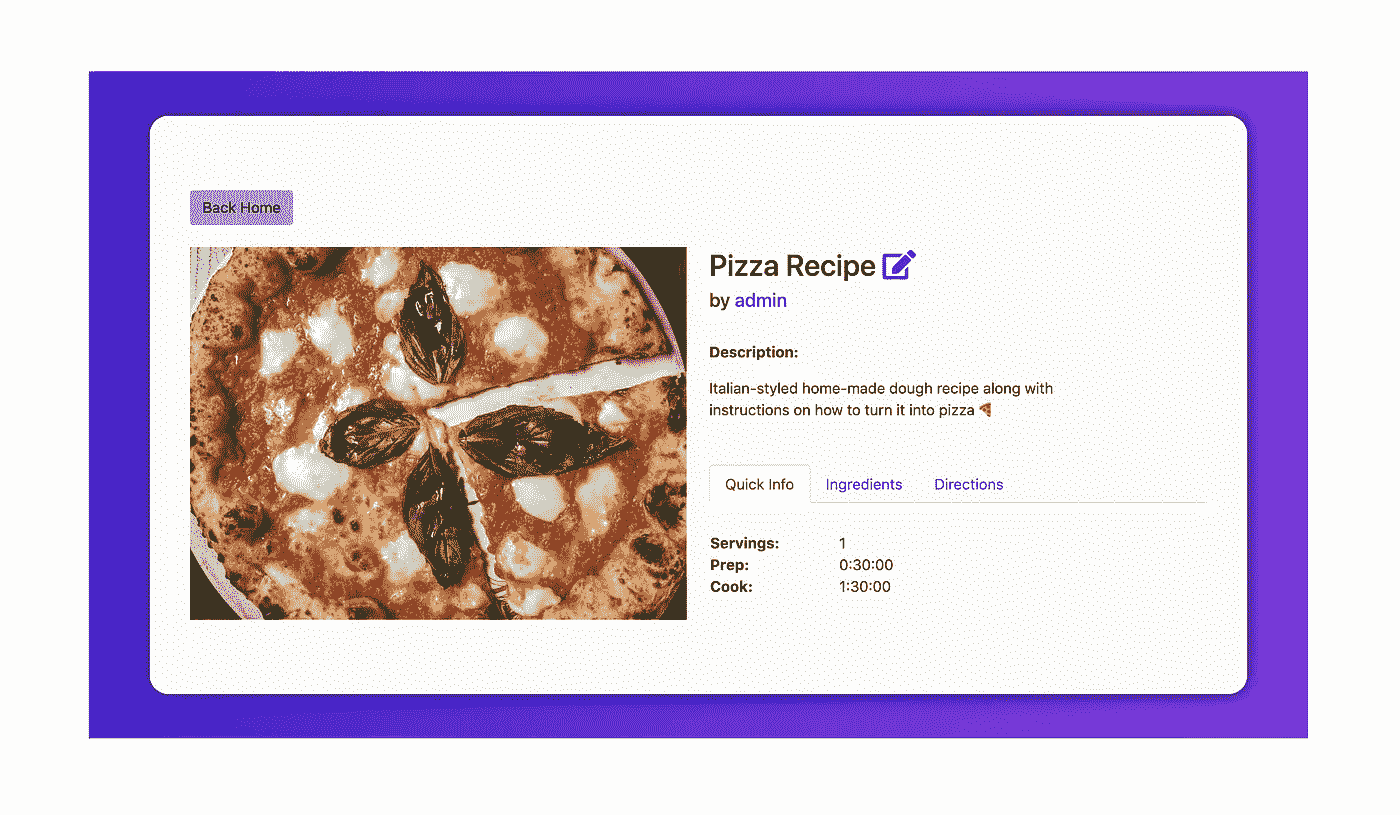 Back Home
Pizza Recipe
by admin
Description:
Italian-styled home-made dough recipe along with
instructions on how to turn it into pizza 🍕
Quick Info Ingredients Directions
Servings: 1
Prep: 0:30:00
Cook: 1:30:00